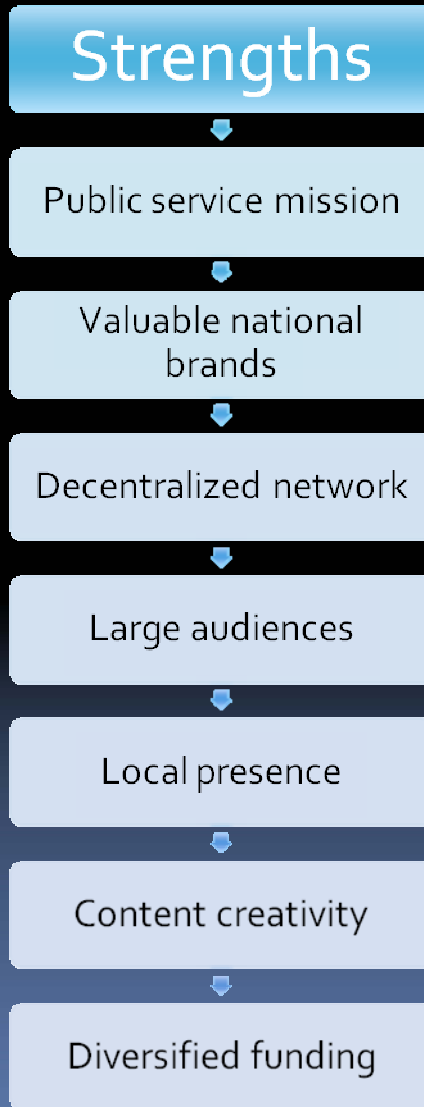 Strengths
Public service mission
Valuable national
brands
Decentralized network
Large audiences
Local presence
Content creativity
Diversified funding